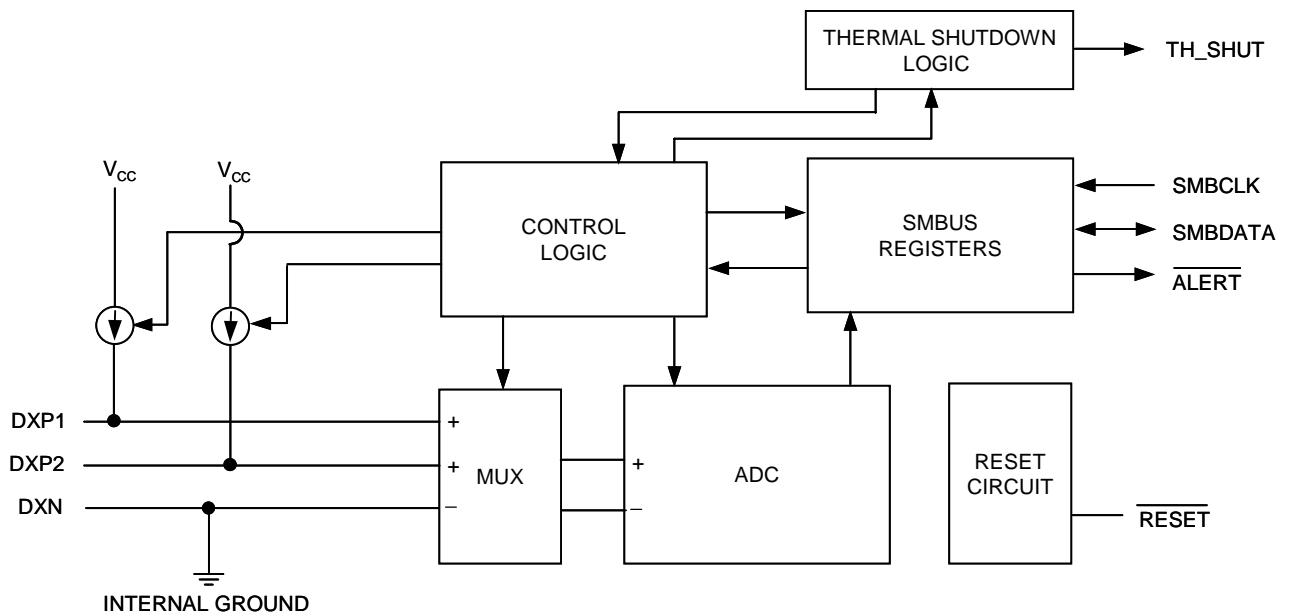 THERMAL SHUTDOWN
LOGIC
TH_SHUT
VCC
VCC
CONTROL
LOGIC
SMBUS
REGISTERS
SMBCLK
SMBDATA
ALERT
DXP1
+
DXP2
+
MUX
+
ADC
DXN
−
−
RESET
CIRCUIT
RESET
INTERNAL GROUND